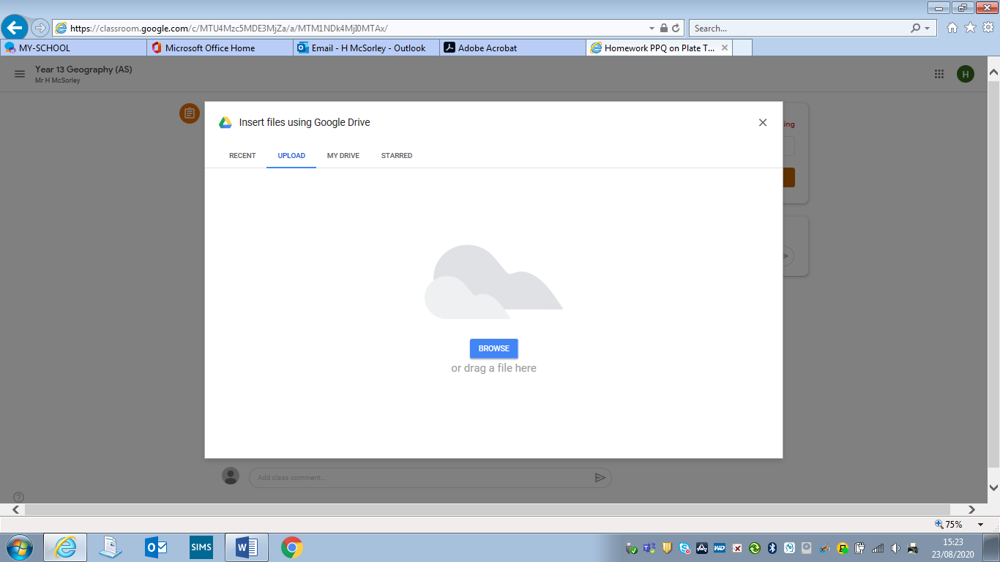 https://classroom.google.com/c/MTU4Mzc5MDE3MjZa/a/MTM1NDk4MjI0MTAx/
Search...
MY-SCHOOL
Microsoft Office Home
Email - H McSorley - Outlook
Adobe Acrobat
Homework PPQ on Plate T...
Year 13 Geography (AS)
Mr H McSorley
H
Insert files using Google Drive
ing
RECENT
UPLOAD
MY DRIVE
STARRED
BROWSE
or drag a file here
Add class comment...
75%
SIMS
15:23
23/08/2020